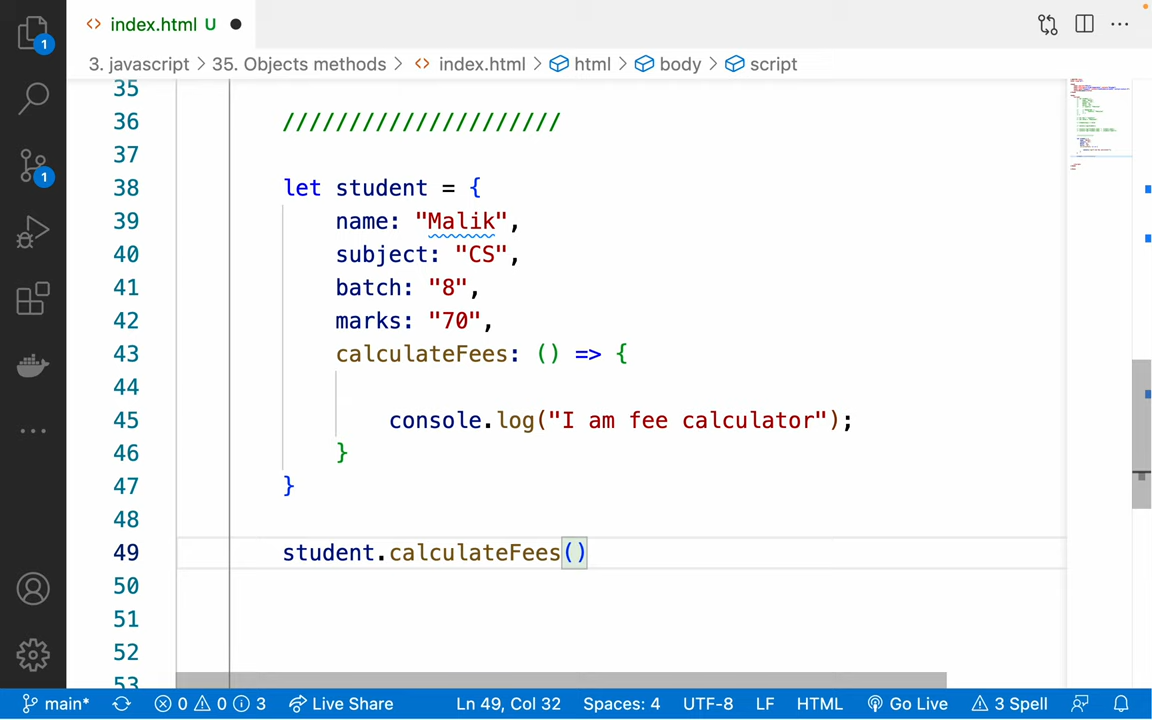 index.html U
3. javascript > 35. Objects methods > index.html > html > body > script
35
36 /////////////////////
37
38 let student = {
39 name: "Malik",
40 subject: "CS",
41 batch: "8",
42 marks: "70",
43 calculateFees: () => {
44
45 console.log("I am fee calculator");
46 }
47 }
48
49 student.calculateFees()
50
51
52
53
1
1
main* 0 0 3 Live Share Ln 49, Col 32 Spaces: 4 UTF-8 LF HTML Go Live 3 Spell